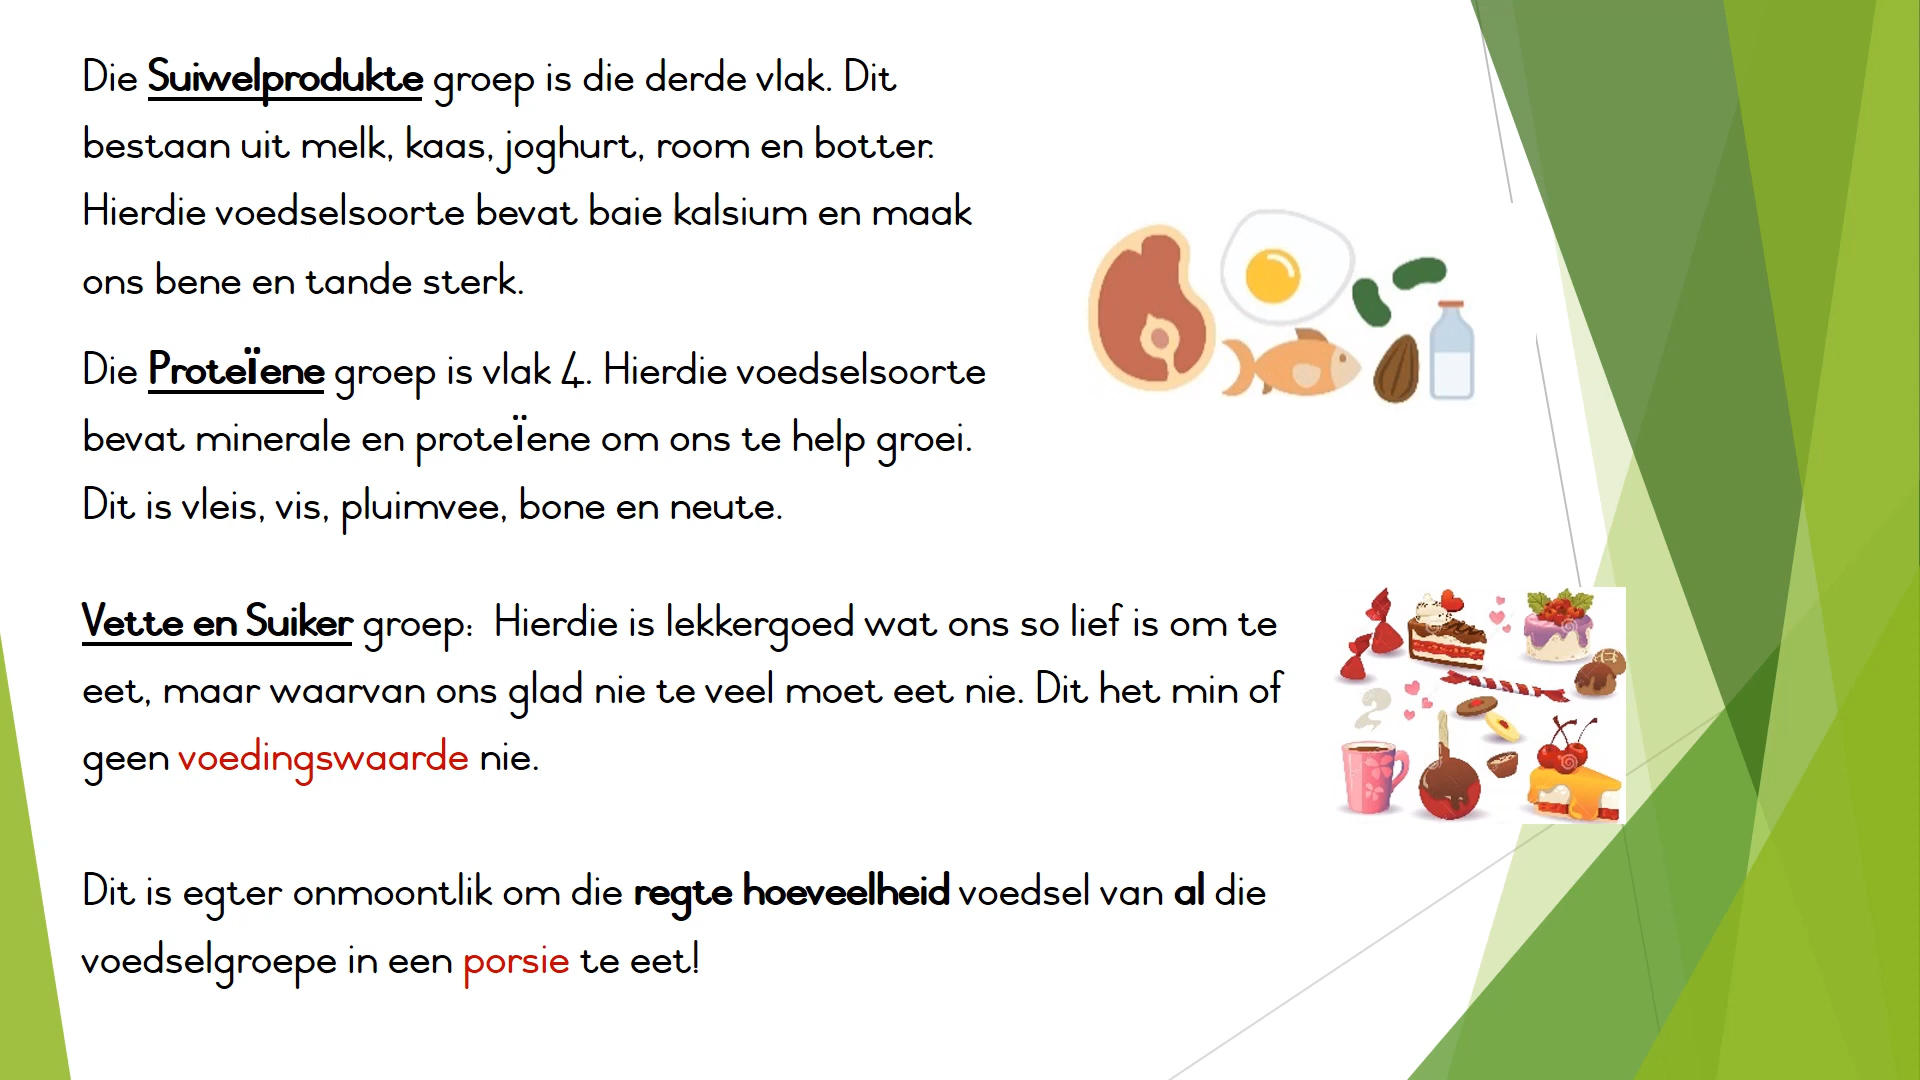 Die Suiwelprodukte groep is die derde vlak. Dit
bestaan uit melk, kaas, joghurt, room en botter.
Hierdie voedselsoorte bevat baie kalsium en maak
ons bene en tande sterk.
Die Proteïene groep is vlak 4. Hierdie voedselsoorte
bevat minerale en proteïene om ons te help groei.
Dit is vleis, vis, pluimvee, bone en neute.
Vette en Suiker groep: Hierdie is lekkergoed wat ons so lief is om te
eet, maar waarvan ons glad nie te veel moet eet nie. Dit het min of
geen voedingswaarde nie.
Dit is egter onmoontlik om die regte hoeveelheid voedsel van al die
voedselgroepe in een porsie te eet!